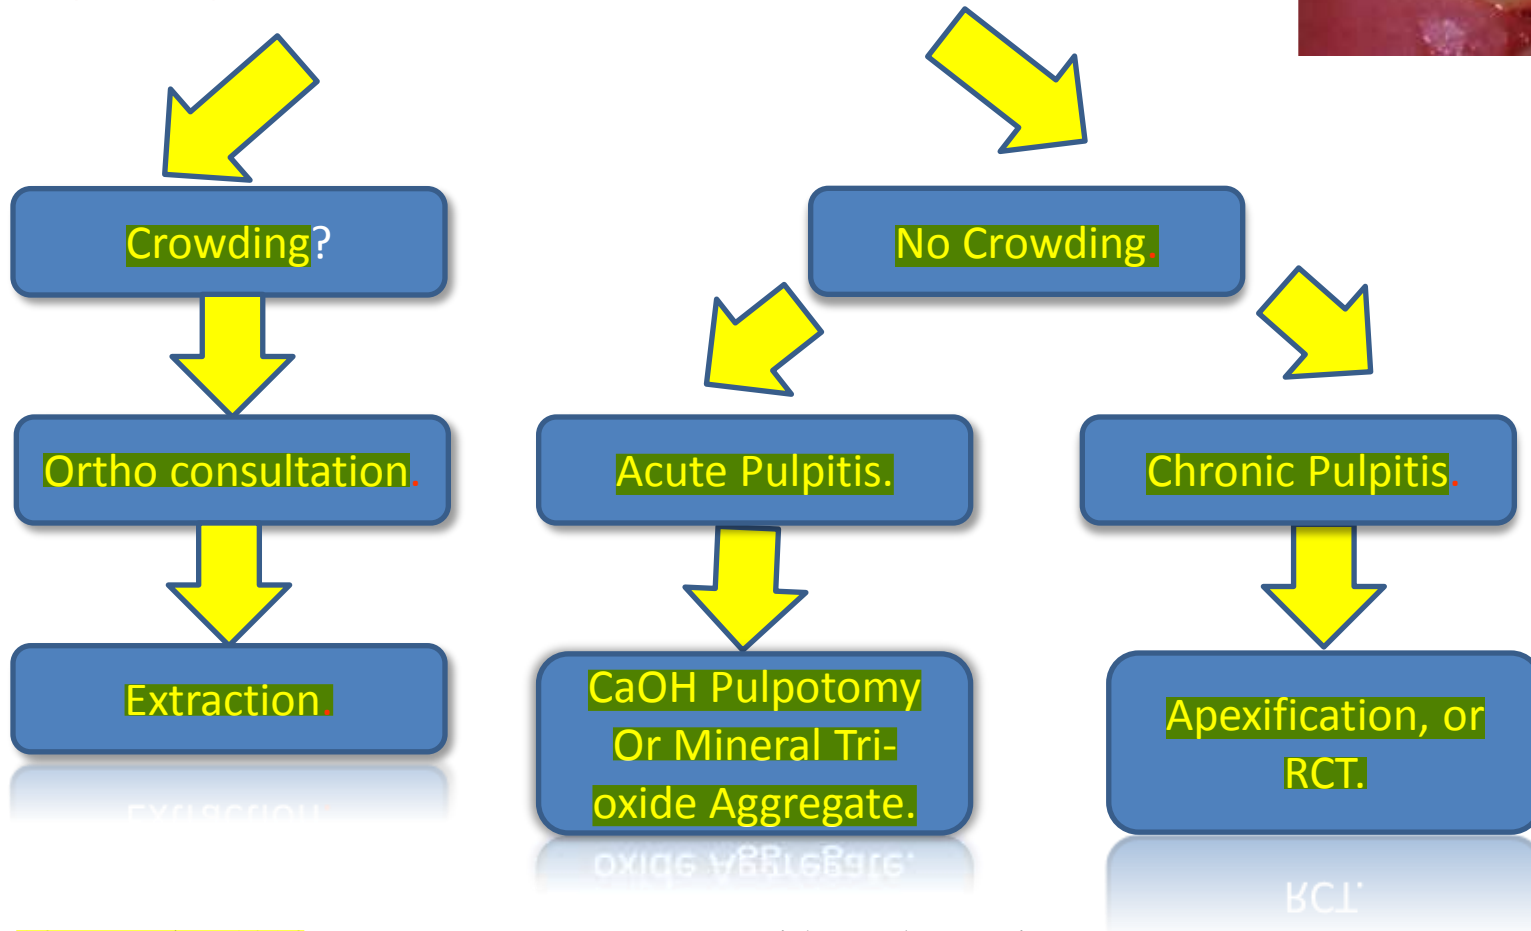 Crowding?
No Crowding.
Ortho consultation.
Acute Pulpitis.
Chronic Pulpitis.
Extraction.
CaOH Pulpotomy
Or Mineral Tri-
oxide Aggregate.
Apexification, or
RCT.